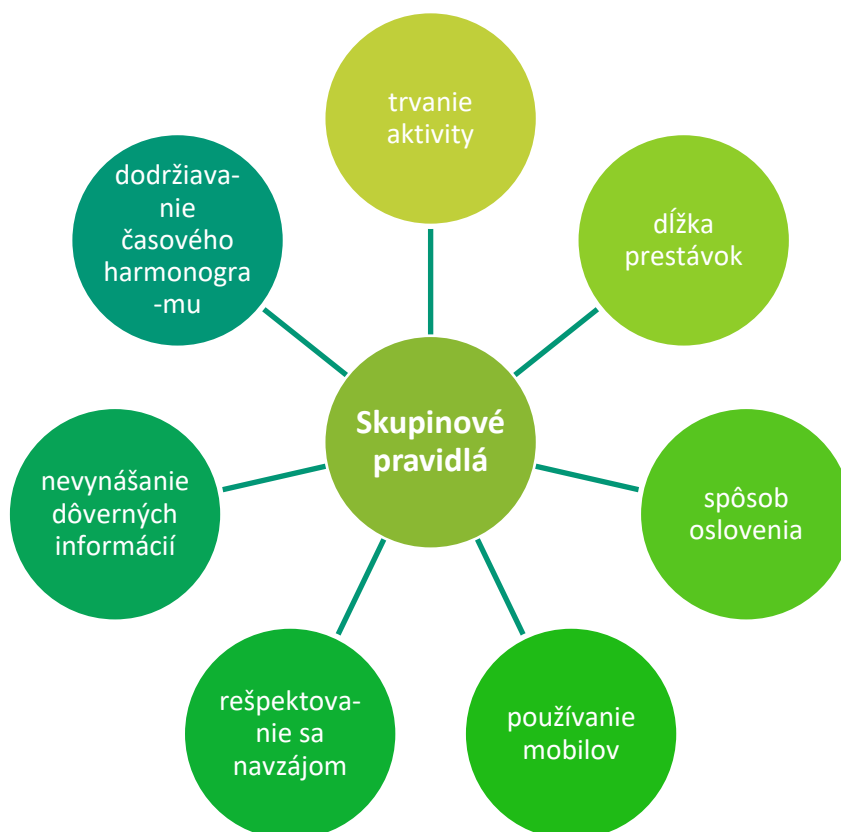 trvanie
aktivity
dĺžka
prestávok
spôsob
oslovenia
používanie
mobilov
rešpektova-
nie sa
navzájom
nevynášanie
dôverných
informácií
dodržiava-
nie
časového
harmonogra
-mu
Skupinové
pravidlá